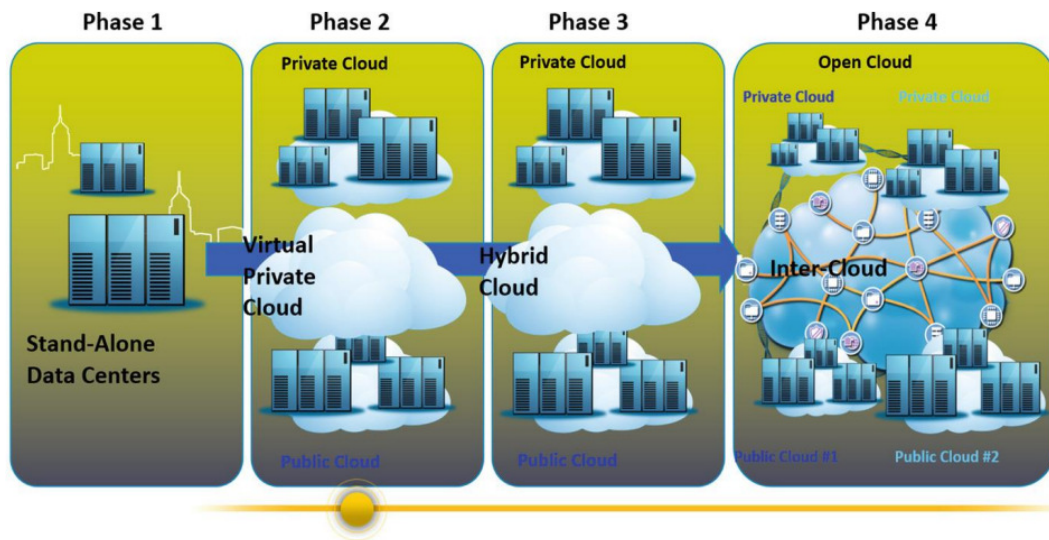 Phase 1
Phase 2
Phase 3
Phase 4
Stand-Alone
Data Centers
Private Cloud
Virtual
Private
Cloud
Public Cloud
Private Cloud
Hybrid
Cloud
Public Cloud
Open Cloud
Private Cloud
Private Cloud
Inter-Cloud
Public Cloud #1
Public Cloud #2